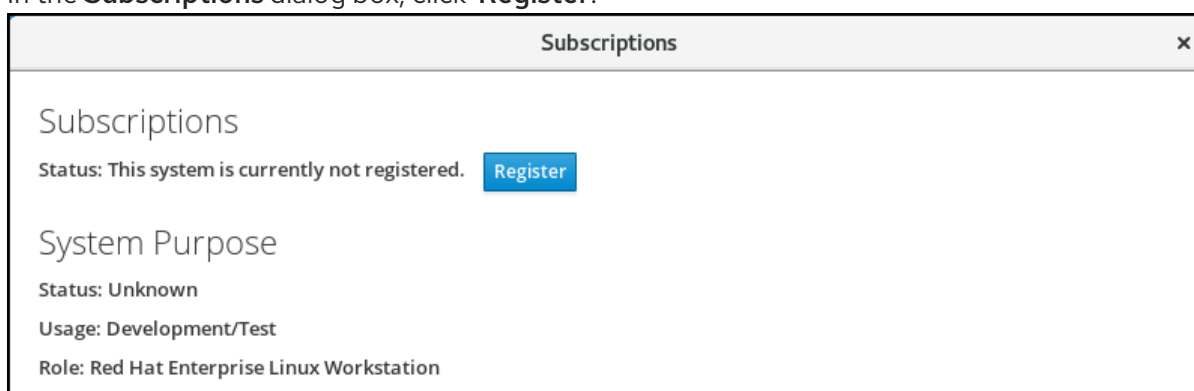 In the Subscriptions dialog box, click Register.
Subscriptions ×
Subscriptions
Status: This system is currently not registered. Register
System Purpose
Status: Unknown
Usage: Development/Test
Role: Red Hat Enterprise Linux Workstation